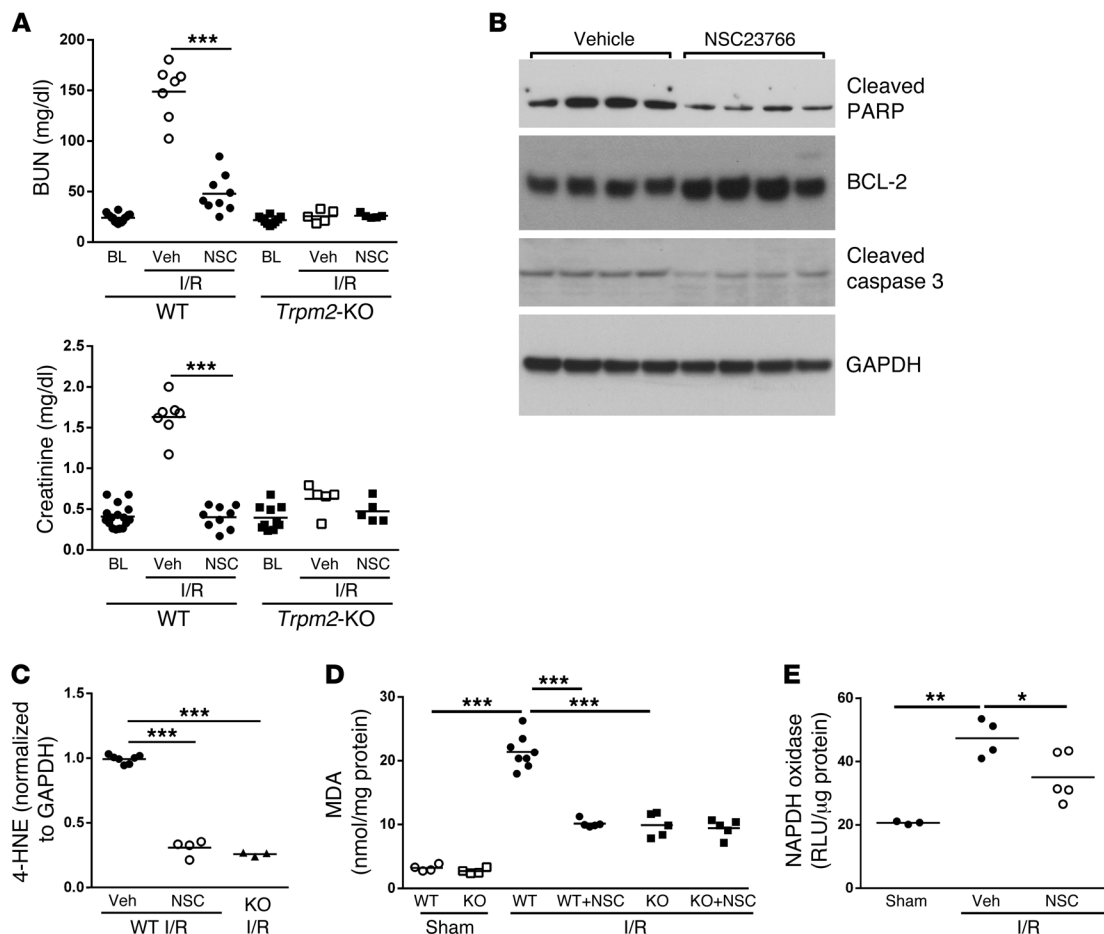 A
BUN (mg/dl)
200
150
100
50
0
***
BL Veh NSC BL Veh NSC
I/R I/R
WT Trpm2-KO
Creatinine (mg/dl)
2.5
2.0
1.5
1.0
0.5
0.0
***
BL Veh NSC BL Veh NSC
I/R I/R
WT Trpm2-KO
B
Vehicle NSC23766
Cleaved
PARP
BCL-2
Cleaved
caspase 3
GAPDH
C
4-HNE (normalized
to GAPDH)
1.5
1.0
0.5
0.0
***
***
Veh NSC KO
WT I/R I/R
D
MDA
(nmol/mg protein)
30
20
10
0
***
*** ***
WT KO WT WT+NSC KO KO+NSC
Sham I/R
E
NAPDH oxidase
(RLU/µg protein)
60
40
20
0
** *
Sham Veh NSC
I/R